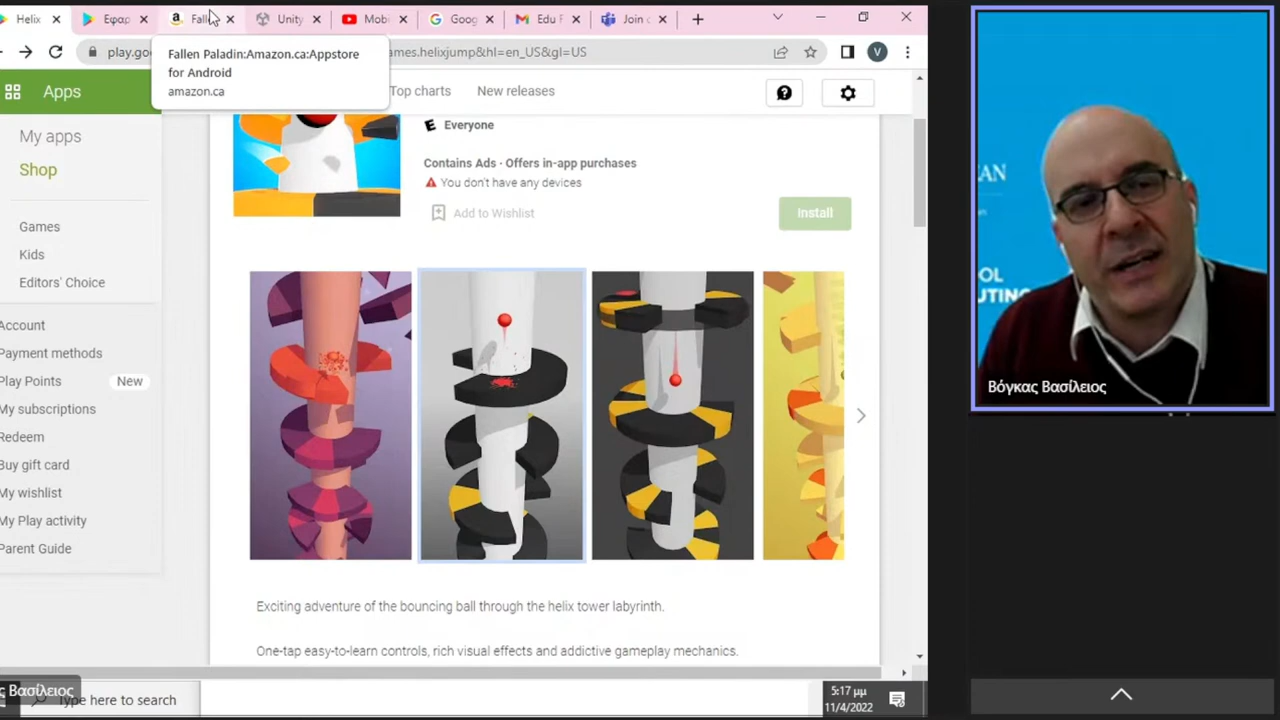 Helix
Εφαρ
Falle
Unity
Mob
Goog
Edu F
Join c
play.goo
ames.helixjump&hl=en_US&gl=US
V
Fallen Paladin:Amazon.ca:Appstore
for Android
amazon.ca
Apps
Top charts
New releases
My apps
Shop
Games
Kids
Editors' Choice
Account
Payment methods
Play Points
New
My subscriptions
Redeem
Buy gift card
My wishlist
My Play activity
Parent Guide
E Everyone
Contains Ads · Offers in-app purchases
You don't have any devices
Add to Wishlist
Install
Exciting adventure of the bouncing ball through the helix tower labyrinth.
One-tap easy-to-learn controls, rich visual effects and addictive gameplay mechanics.
ς Βασίλειος
Type here to search
5:17 μμ
11/4/2022
AN
OL
UTING
Βόγκας Βασίλειος